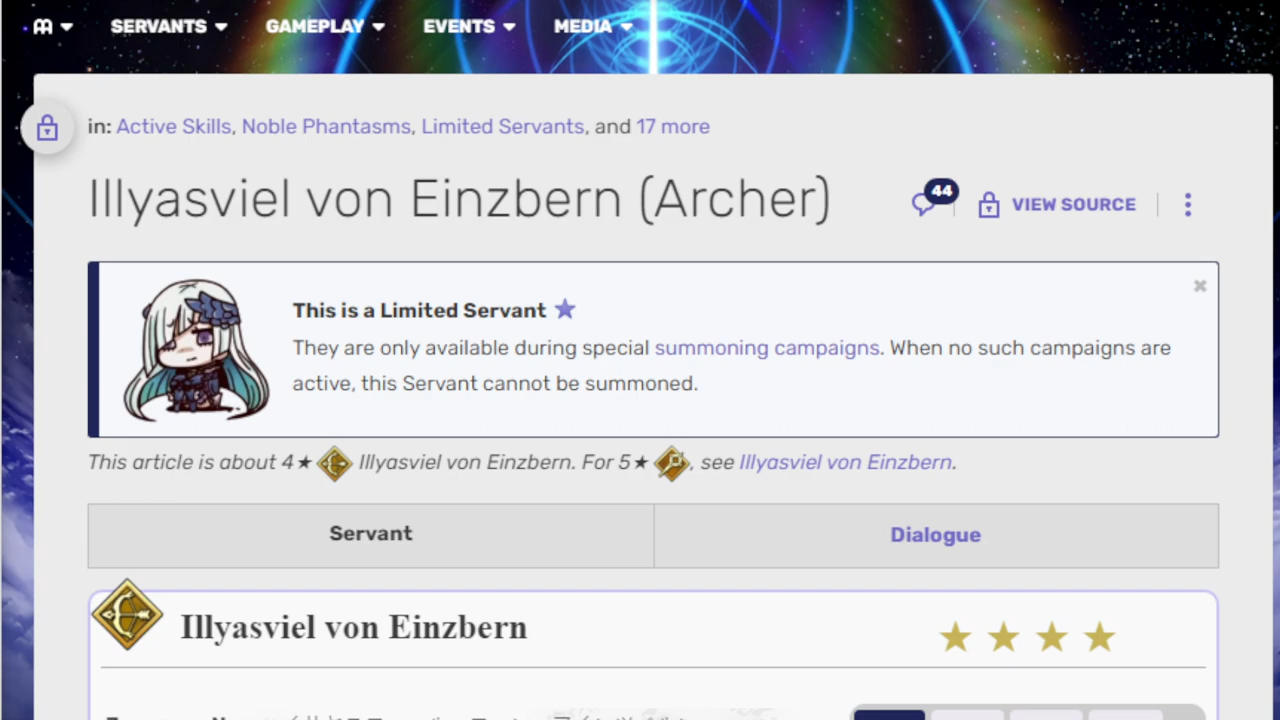 SERVANTS GAMEPLAY EVENTS MEDIA
in: Active Skills, Noble Phantasms, Limited Servants, and 17 more
Illyasviel von Einzbern (Archer)
44
VIEW SOURCE
This is a Limited Servant
They are only available during special summoning campaigns. When no such campaigns are
active, this Servant cannot be summoned.
This article is about 4★ Illyasviel von Einzbern. For 5★ , see Illyasviel von Einzbern.
Servant
Dialogue
Illyasviel von Einzbern